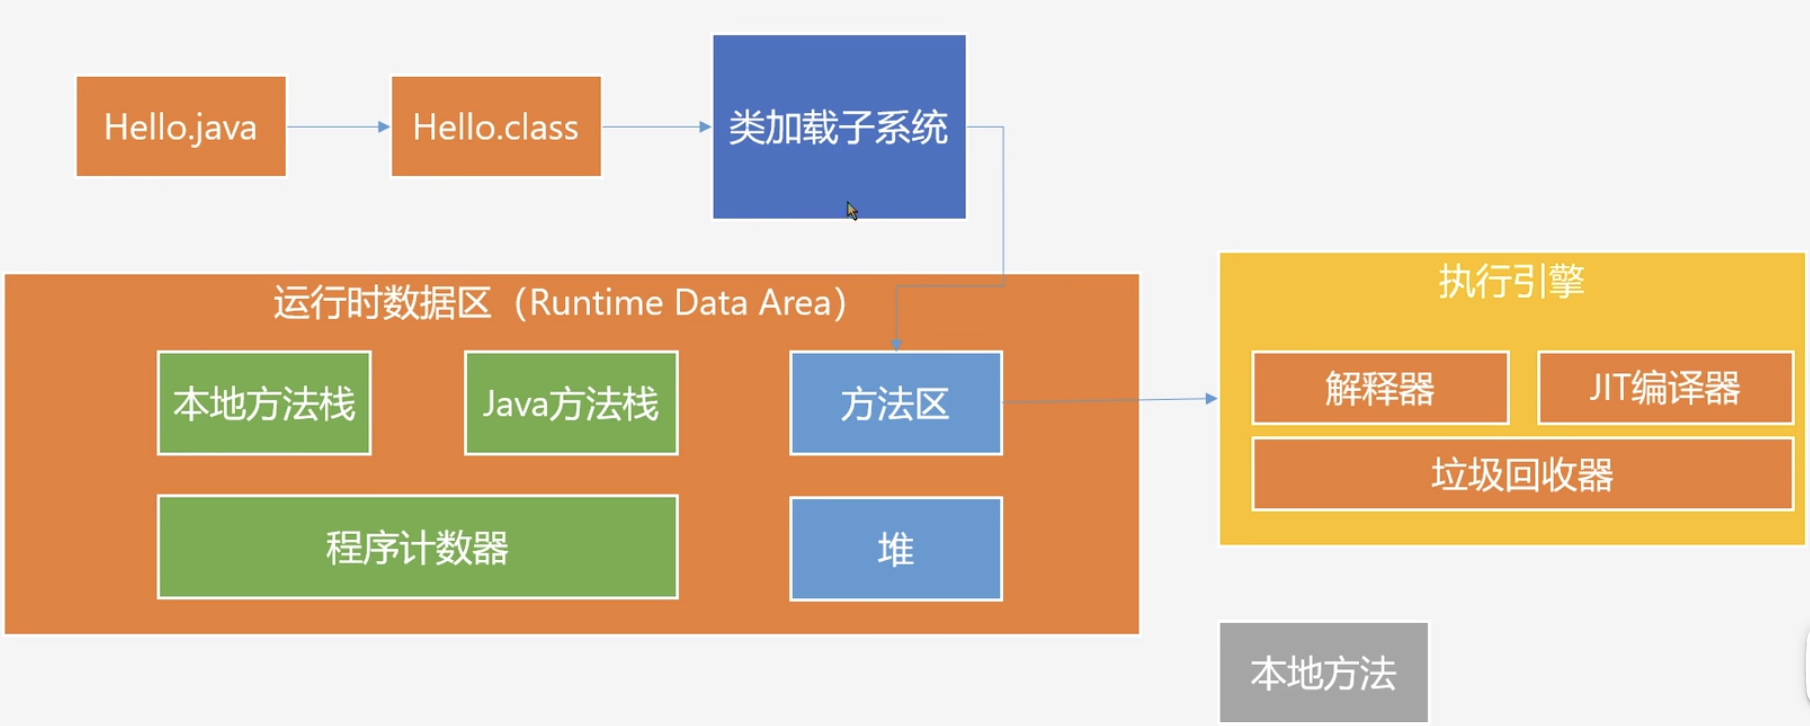 Hello.java
Hello.class
类加载子系统
运行时数据区（Runtime Data Area）
本地方法栈
Java方法栈
方法区
程序计数器
堆
执行引擎
解释器
JIT编译器
垃圾回收器
本地方法